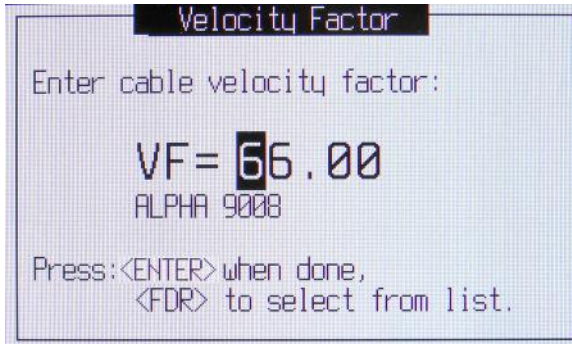 Velocity Factor
Enter cable velocity factor:
VF= 66.00
ALPHA 9008
Press:<ENTER> when done,
<FDR> to select from list.